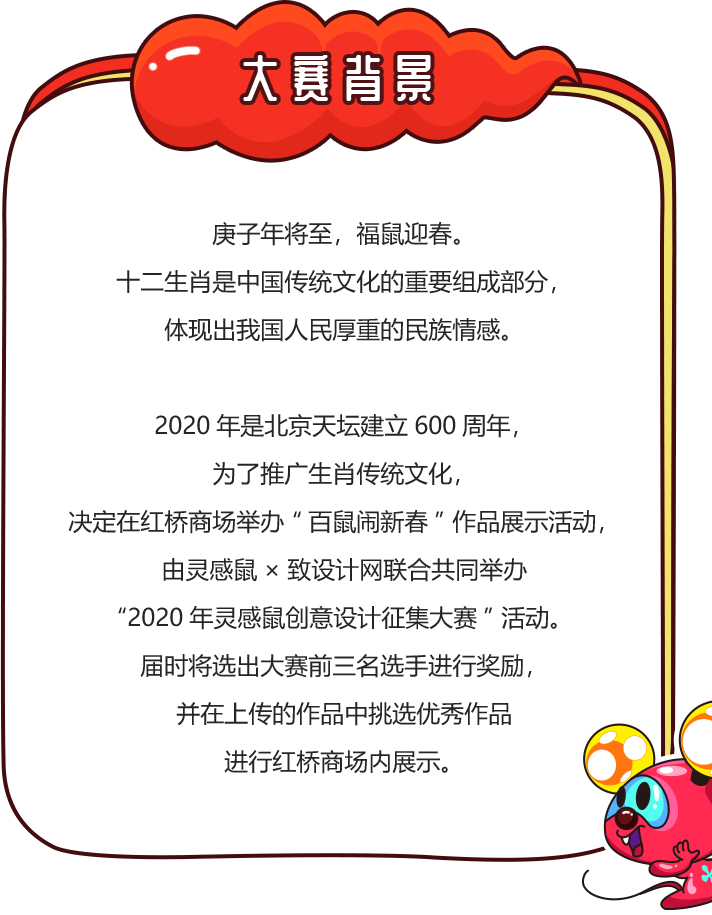 大赛背景
庚子年将至，福鼠迎春。
十二生肖是中国传统文化的重要组成部分，
体现出我国人民厚重的民族情感。
2020 年是北京天坛建立 600 周年，
为了推广生肖传统文化，
决定在红桥商场举办 “ 百鼠闹新春 ” 作品展示活动，
由灵感鼠 × 致设计网联合共同举办
“2020 年灵感鼠创意设计征集大赛 ” 活动。
届时将选出大赛前三名选手进行奖励，
并在上传的作品中挑选优秀作品
进行红桥商场内展示。